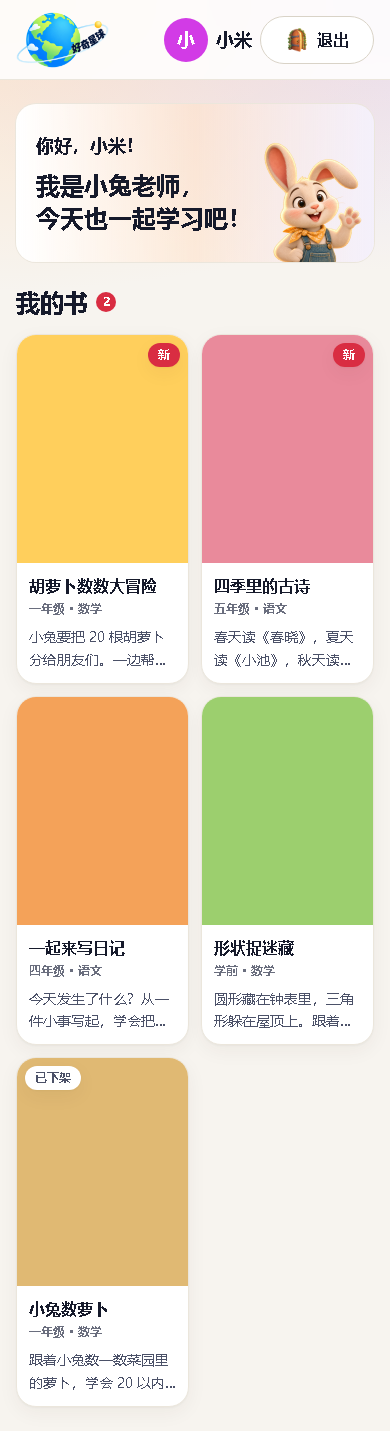 好奇星球
小
小米
退出
你好，小米！
我是小兔老师，
今天也一起学习吧！
我的书
2
新
胡萝卜数数大冒险
一年级·数学
小兔要把 20 根胡萝卜
分给朋友们。一边帮...
新
四季里的古诗
五年级·语文
春天读《春晓》，夏天
读《小池》，秋天读...
一起来写日记
四年级·语文
今天发生了什么？从一
件小事写起，学会把...
形状捉迷藏
学前·数学
圆形藏在钟表里，三角
形躲在屋顶上。跟着...
已下架
小兔数萝卜
一年级·数学
跟着小兔数一数菜园里
的萝卜，学会 20 以内...